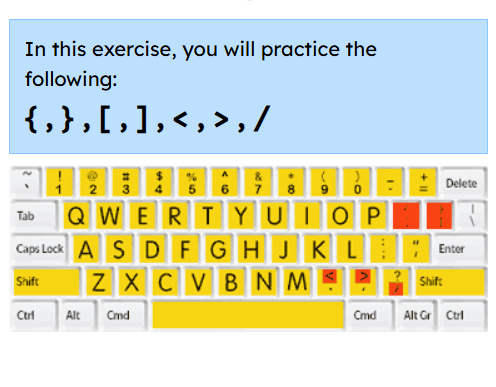 In this exercise, you will practice the
following:
{,},[,],<,>,/
~ ! @ # $ % ^ & * ( ) _ + Delete
` 1 2 3 4 5 6 7 8 9 0 - =
Tab Q W E R T Y U I O P | \
Caps Lock A S D F G H J K L : ; " , Enter
Shift Z X C V B N M < . > , ? / Shift
Ctrl Alt Cmd Cmd Alt Gr Ctrl